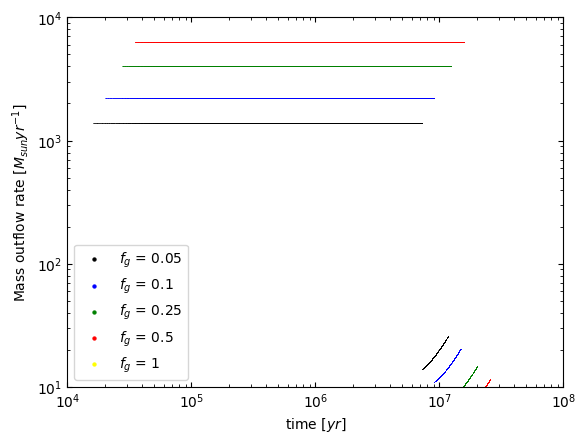 10^4
10^3
10^2
10^1
Mass outflow rate [M_{sun}yr^{-1}]
f_g = 0.05
f_g = 0.1
f_g = 0.25
f_g = 0.5
f_g = 1
10^4 10^5 10^6 10^7 10^8
time [yr]